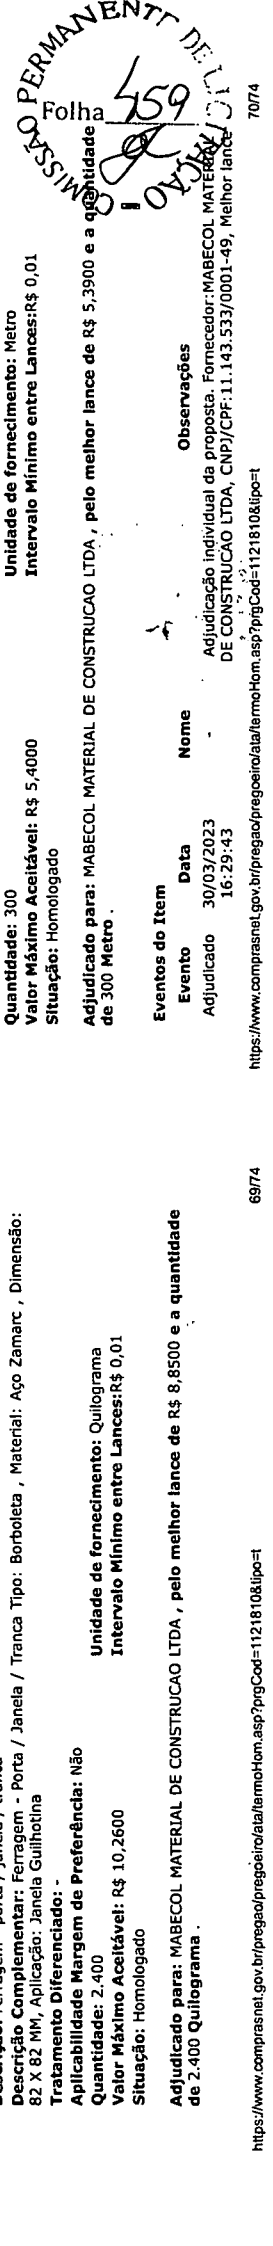 Descrição Complementar: Ferragem - Porta / Janela / Tranca Tipo: Borboleta , Material: Aço Zamarc , Dimensão:
82 X 82 MM, Aplicação: Janela Guilhotina
Tratamento Diferenciado: -
Aplicabilidade Margem de Preferência: Não
Quantidade: 2.400
Unidade de fornecimento: Quilograma
Valor Máximo Aceitável: R$ 10,2600
Intervalo Mínimo entre Lances:R$ 0,01
Situação: Homologado
Adjudicado para: MABECOL MATERIAL DE CONSTRUCAO LTDA , pelo melhor lance de R$ 8,8500 e a quantidade
de 2.400 Quilograma .
https://www.comprasnet.gov.br/pregao/pregoeiro/ata/termoHom.asp?prgCod=1121810&tipo=t
69/74
Quantidade: 300
Unidade de fornecimento: Metro
Valor Máximo Aceitável: R$ 5,4000
Intervalo Mínimo entre Lances:R$ 0,01
Situação: Homologado
Adjudicado para: MABECOL MATERIAL DE CONSTRUCAO LTDA , pelo melhor lance de R$ 5,3900 e a quantidade
de 300 Metro .
Eventos do Item
Evento Data Nome Observações
Adjudicado 30/03/2023 - Adjudicação individual da proposta. Fornecedor:MABECOL MATERIAL
16:29:43 DE CONSTRUCAO LTDA, CNPJ/CPF:11.143.533/0001-49, Melhor lance
https://www.comprasnet.gov.br/pregao/pregoeiro/ata/termoHom.asp?prgCod=1121810&tipo=t
70/74
COMISSÃO PERMANENTE DE LICITAÇÃO
Folha 459